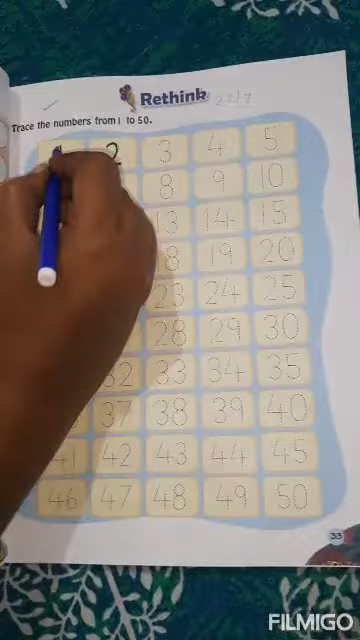 Rethink
Trace the numbers from 1 to 50.
2 3 4 5
8 9 10
13 14 15
18 19 20
23 24 25
28 29 30
32 33 34 35
37 38 39 40
41 42 43 44 45
46 47 48 49 50
33
FILMIGO